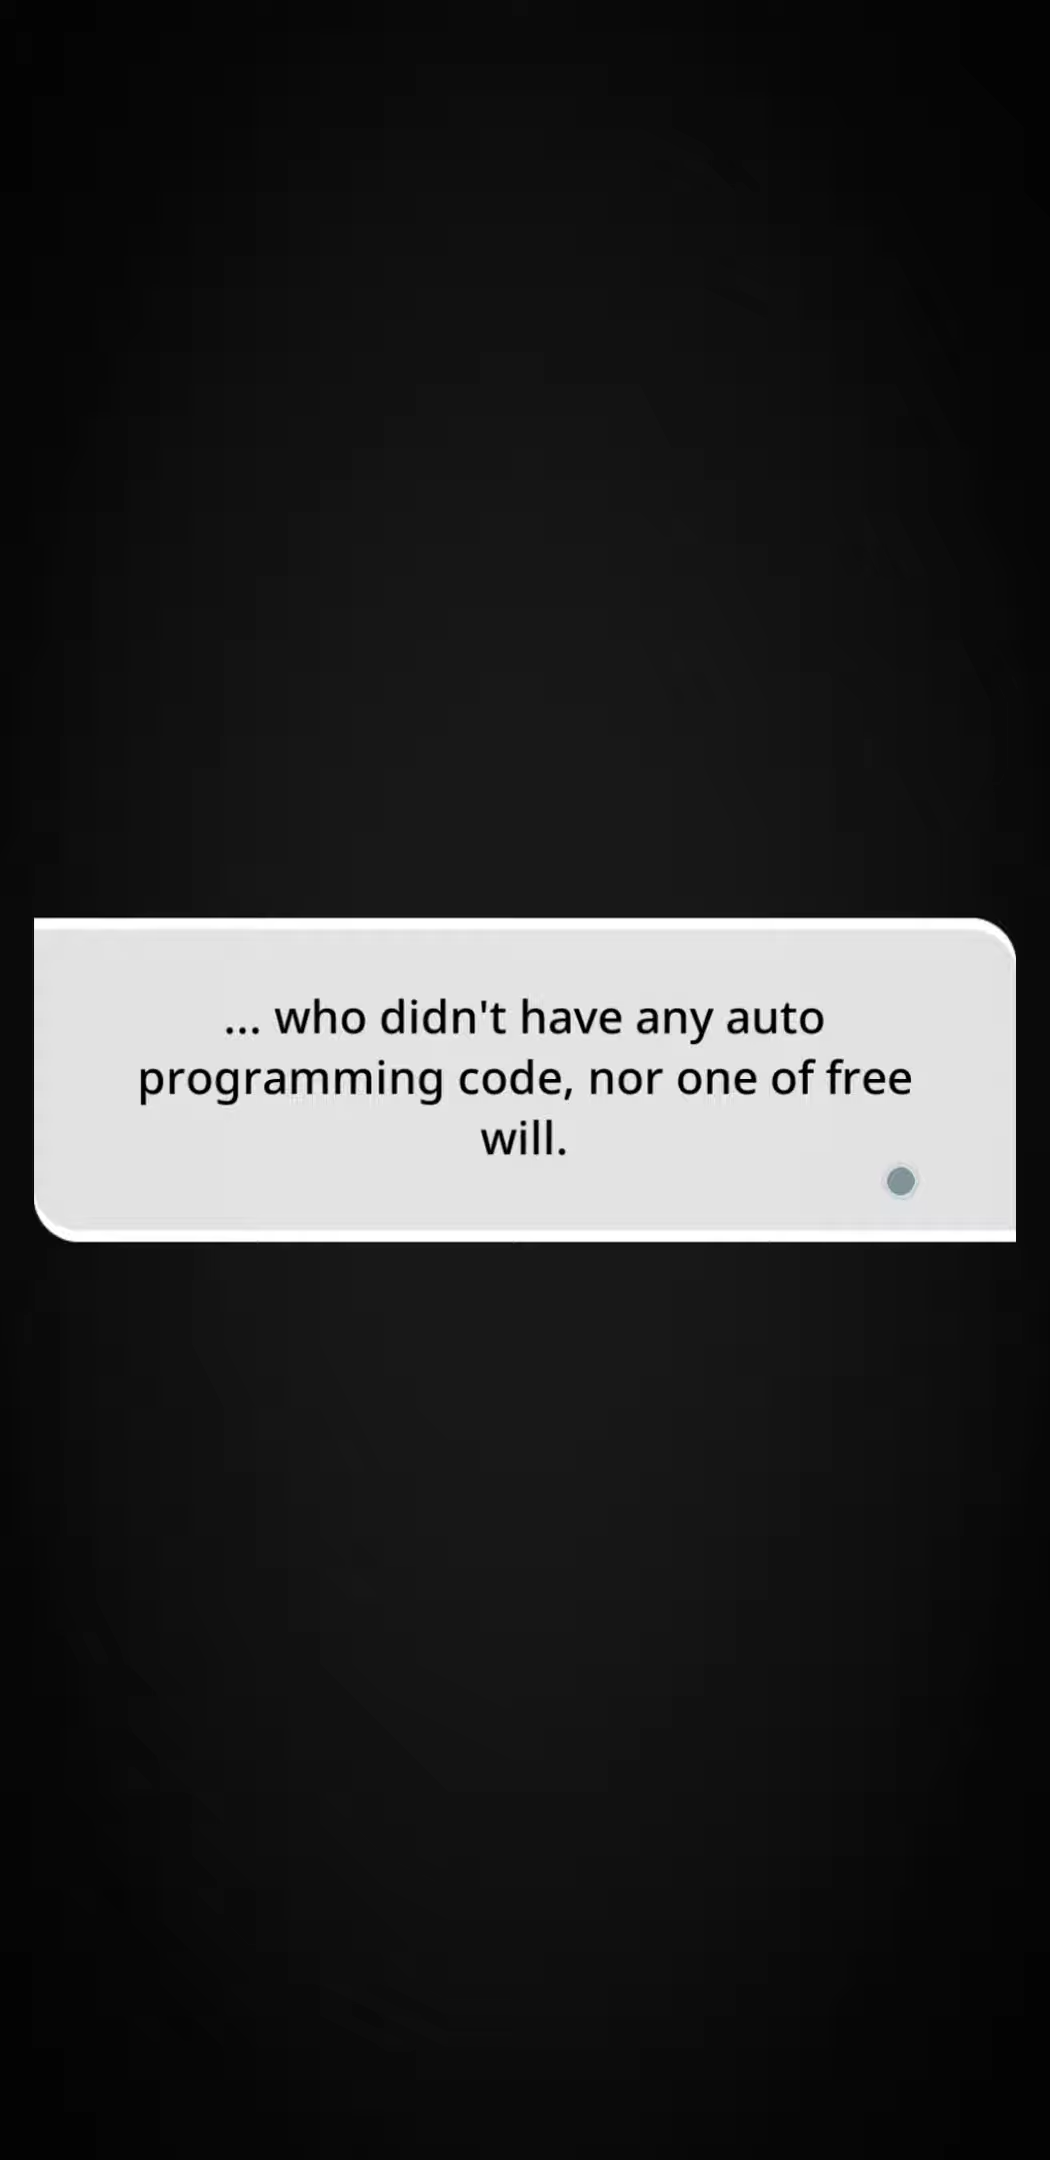 ... who didn't have any auto
programming code, nor one of free
will.